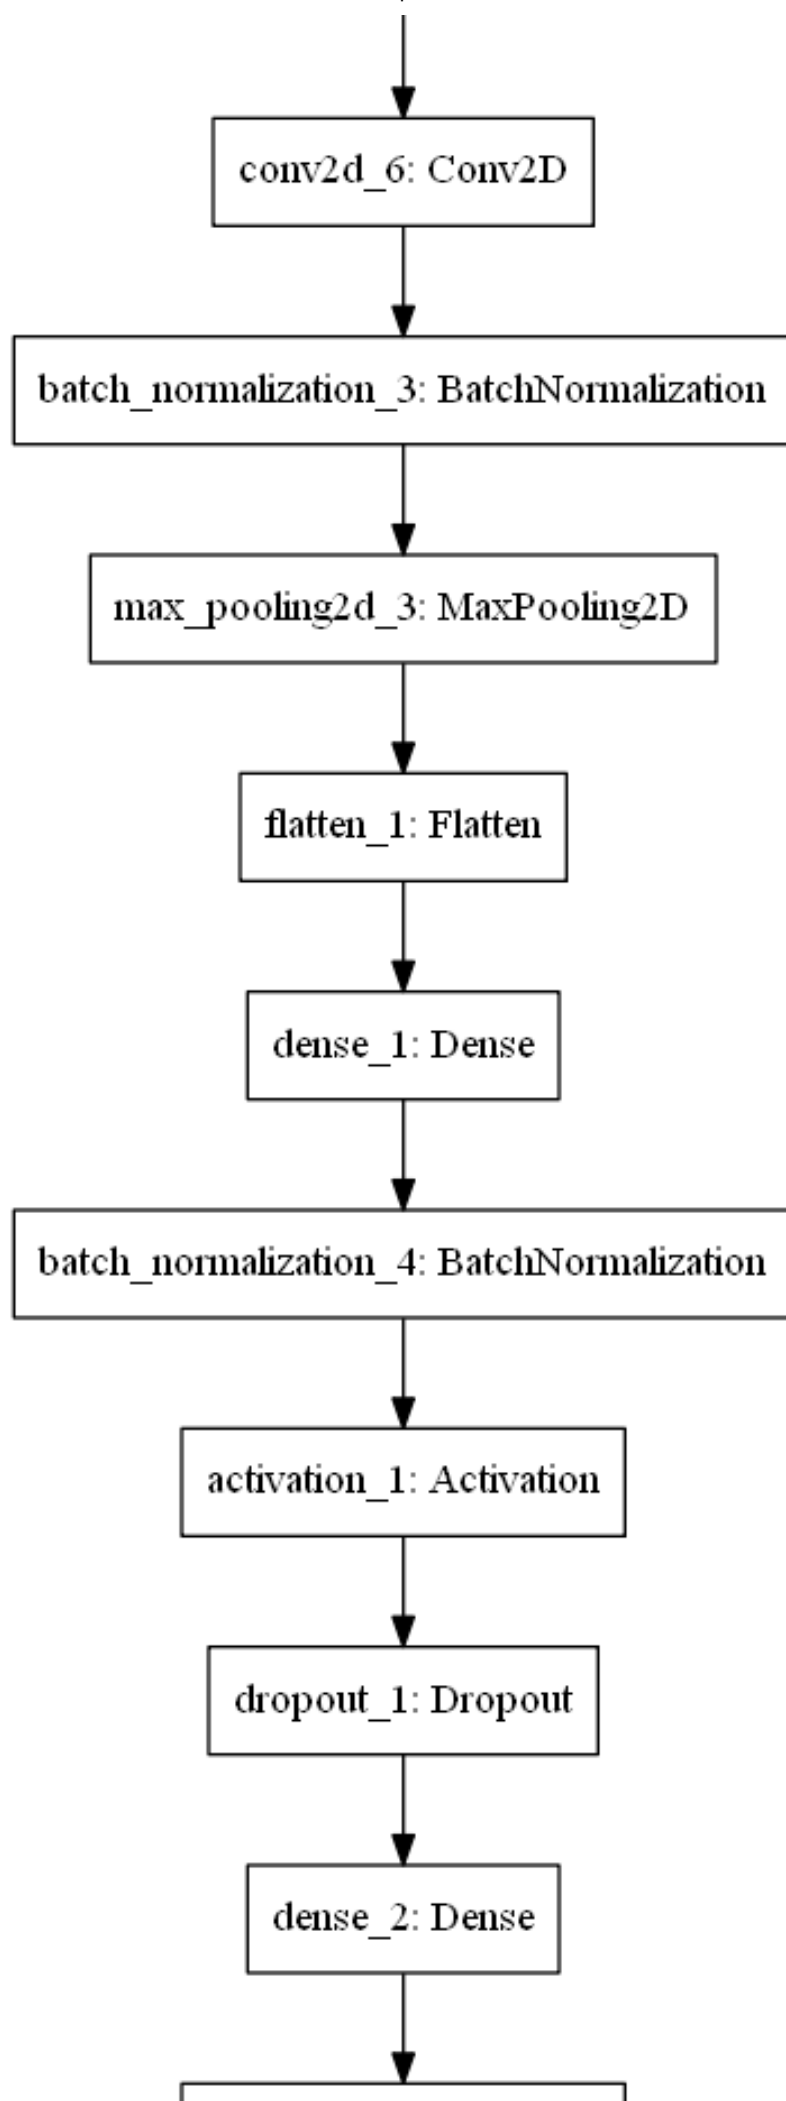 conv2d_6: Conv2D
batch_normalization_3: BatchNormalization
max_pooling2d_3: MaxPooling2D
flatten_1: Flatten
dense_1: Dense
batch_normalization_4: BatchNormalization
activation_1: Activation
dropout_1: Dropout
dense_2: Dense